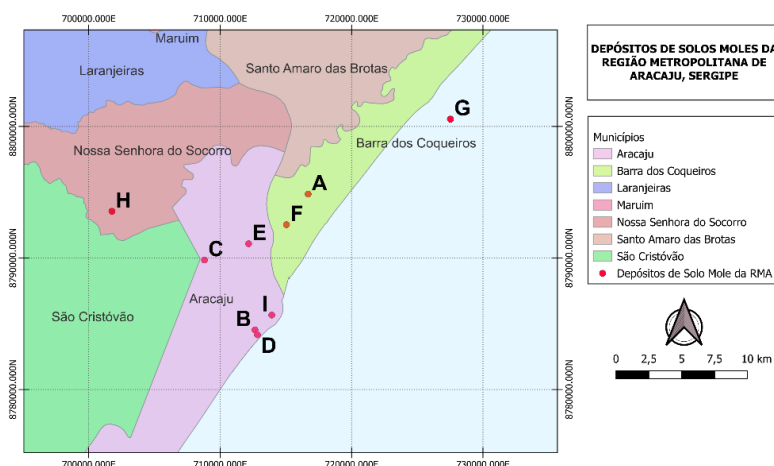 Maruim
Laranjeiras
Santo Amaro das Brotas
G
Barra dos Coqueiros
Nossa Senhora do Socorro
A
H
F
E
C
Aracaju
I
B
D
São Cristóvão
700000.000E 710000.000E 720000.000E 730000.000E
700000.000E 710000.000E 720000.000E 730000.000E
8800000.000N
8790000.000N
8780000.000N
8800000.000N
8790000.000N
8780000.000N
DEPÓSITOS DE SOLOS MOLES DA
REGIÃO METROPOLITANA DE
ARACAJU, SERGIPE
Municípios
Aracaju
Barra dos Coqueiros
Laranjeiras
Maruim
Nossa Senhora do Socorro
Santo Amaro das Brotas
São Cristóvão
Depósitos de Solo Mole da RMA
0 2,5 5 7,5 10 km